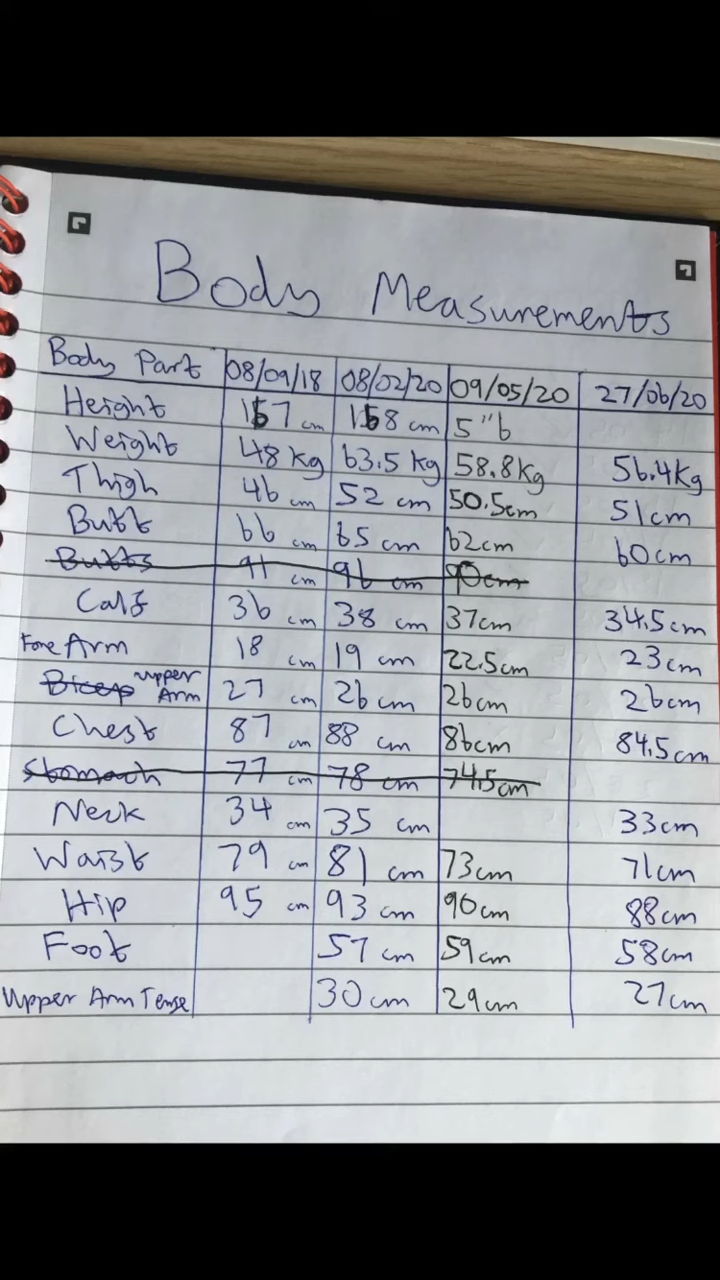 Body Measurements
Body Part 08/09/18 08/02/20 09/05/20 27/06/20
Height 167 cm 168 cm 5"6
Weight 48 Kg 63.5 kg 58.8Kg 56.4Kg
Thigh 46 cm 52 cm 50.5cm 51cm
Butt 66 cm 65 cm 62cm 60cm
Butts 91 cm 96 cm 90cm
Calf 36 cm 38 cm 37cm 34.5cm
Fore Arm 18 cm 19 cm 22.5cm 23cm
Bicep upper Arm 27 cm 26cm 26cm 26cm
Chest 87 cm 88 cm 86cm 84.5cm
Stomach 77 cm 78 cm 74.5cm
Neck 34 cm 35 cm 33cm
Waist 79 cm 81 cm 73cm 71cm
Hip 95 cm 93 cm 90cm 88cm
Foot 57 cm 59cm 58cm
Upper Arm Tense 30cm 29cm 27cm